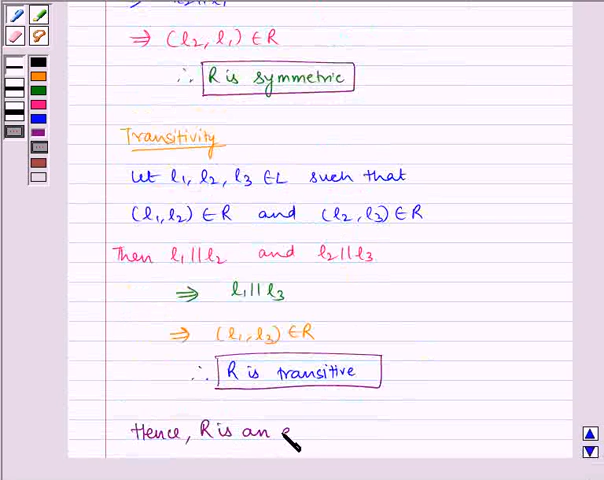 ⇒ (l₂, l₁) ∈ R
∴ R is symmetric
Transitivity
Let l₁, l₂, l₃ ∈ L such that
(l₁, l₂) ∈ R and (l₂, l₃) ∈ R
Then l₁ || l₂ and l₂ || l₃
⇒ l₁ || l₃
⇒ (l₁, l₃) ∈ R
∴ R is transitive
Hence, R is an e